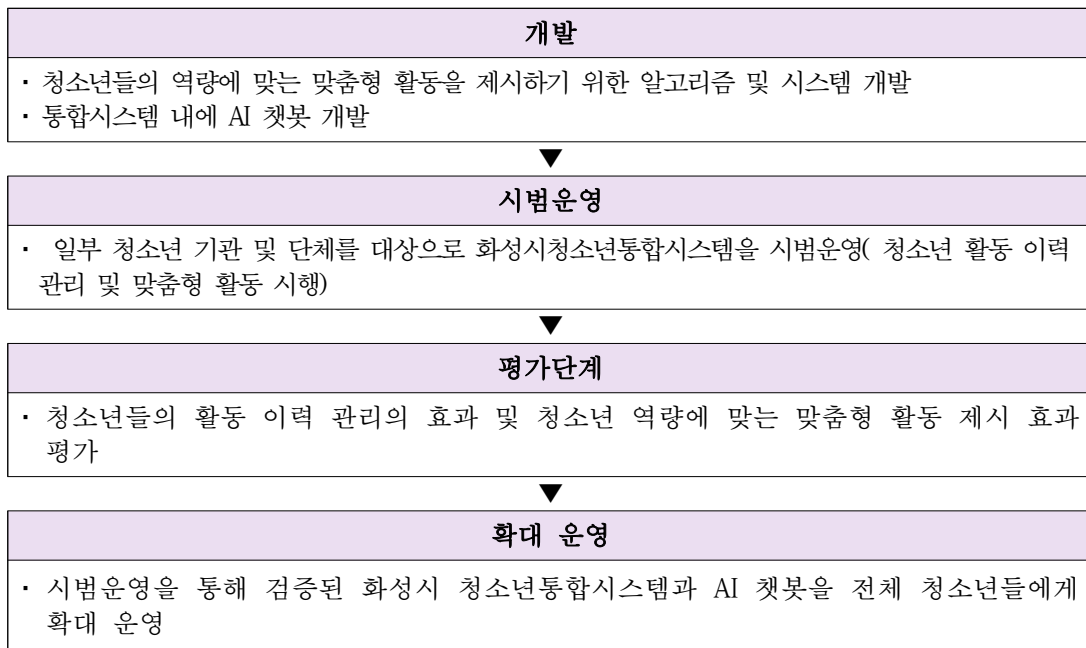 개발
· 청소년들의 역량에 맞는 맞춤형 활동을 제시하기 위한 알고리즘 및 시스템 개발
· 통합시스템 내에 AI 챗봇 개발
▼
시범운영
· 일부 청소년 기관 및 단체를 대상으로 화성시청소년통합시스템을 시범운영( 청소년 활동 이력
관리 및 맞춤형 활동 시행)
▼
평가단계
· 청소년들의 활동 이력 관리의 효과 및 청소년 역량에 맞는 맞춤형 활동 제시 효과
평가
▼
확대 운영
· 시범운영을 통해 검증된 화성시 청소년통합시스템과 AI 챗봇을 전체 청소년들에게
확대 운영